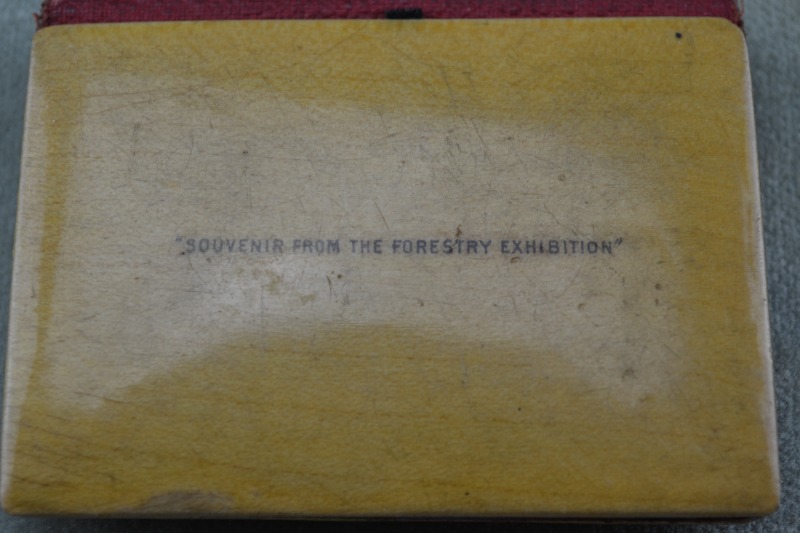 "SOUVENIR FROM THE FORESTRY EXHIBITION"